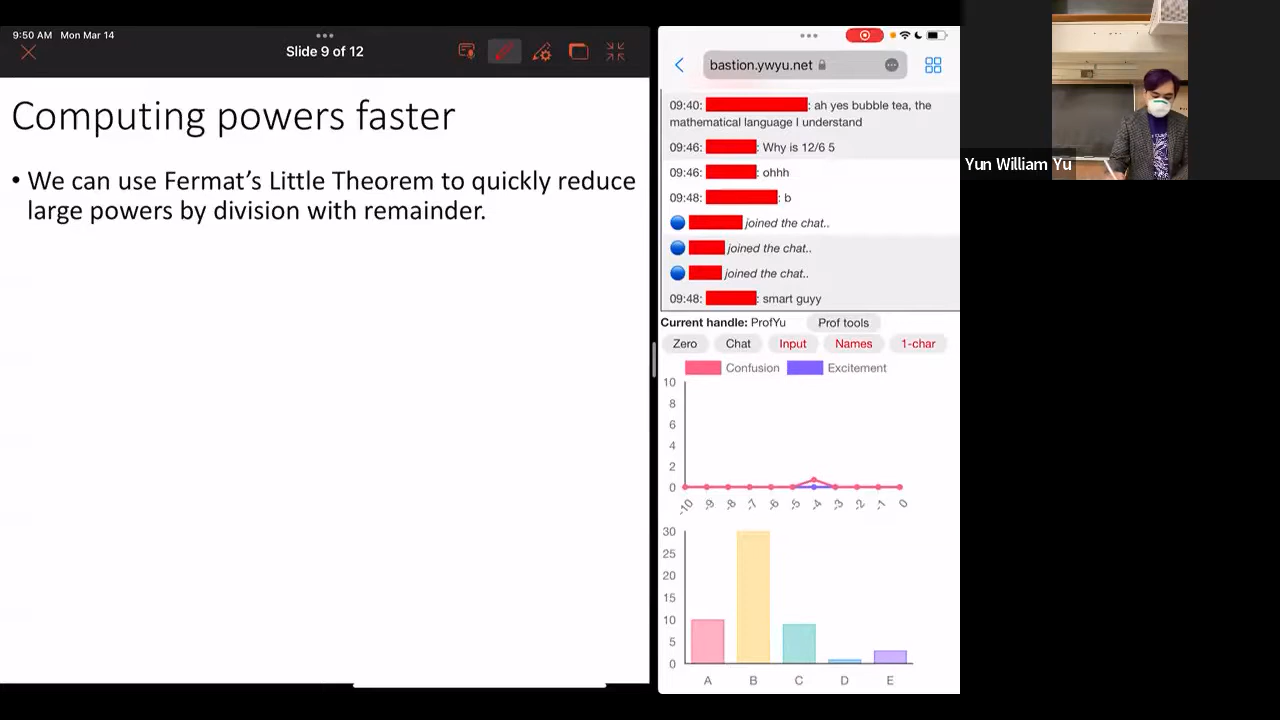 9:50 AM Mon Mar 14
Slide 9 of 12
Computing powers faster
• We can use Fermat's Little Theorem to quickly reduce
large powers by division with remainder.
bastion.ywyu.net
09:40: : ah yes bubble tea, the
mathematical language I understand
09:46: : Why is 12/6 5
09:46: : ohhh
09:48: : b
joined the chat..
joined the chat..
joined the chat..
09:48: : smart guyy
Current handle: ProfYu Prof tools
Zero Chat Input Names 1-char
Confusion Excitement
10
8
6
4
2
0
-10 -9 -8 -7 -6 -5 -4 -3 -2 -1 0
30
25
20
15
10
5
0
A B C D E
Yun William Yu